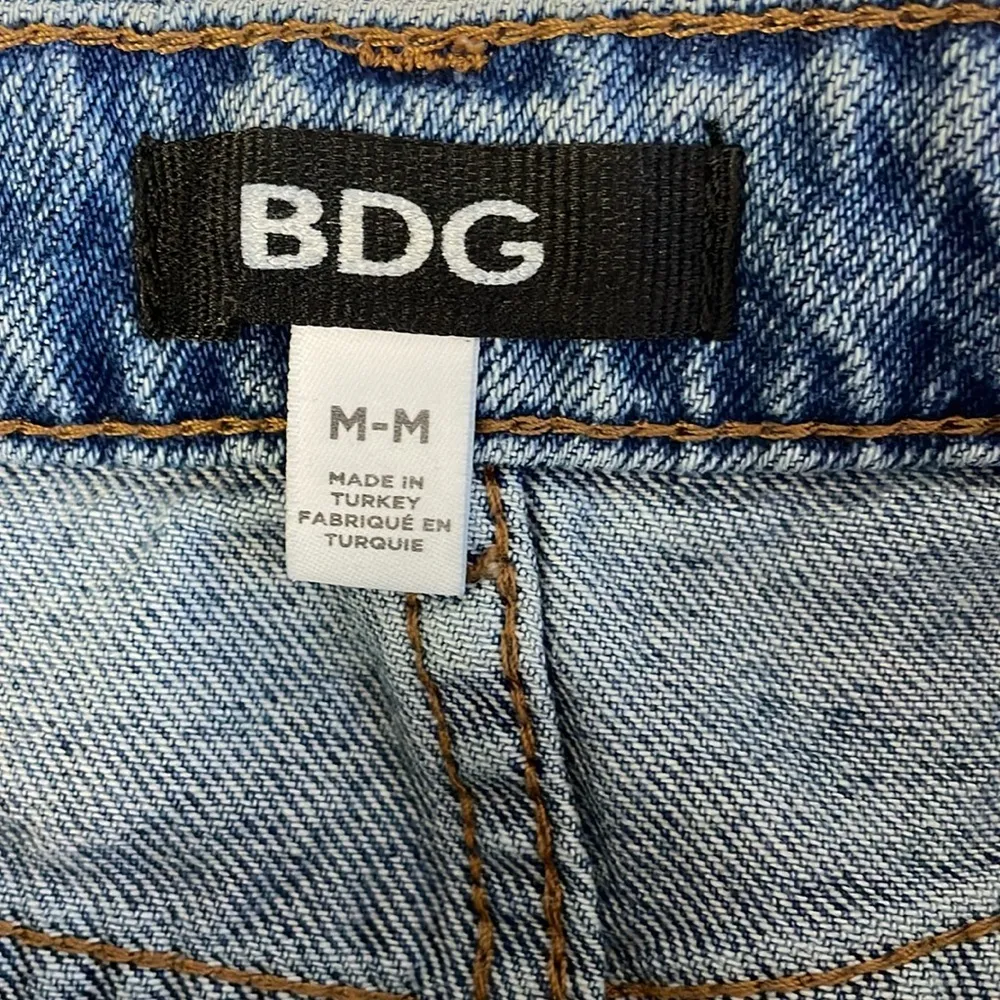 BDG
M-M
MADE IN
TURKEY
FABRIQUÉ EN
TURQUIE